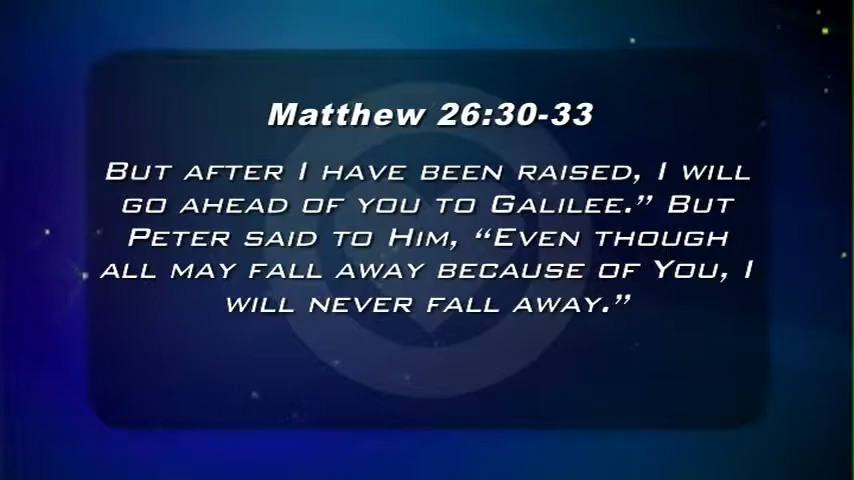 Matthew 26:30-33
But after I have been raised, I will
go ahead of you to Galilee.” But
Peter said to Him, “Even though
all may fall away because of You, I
will never fall away.”